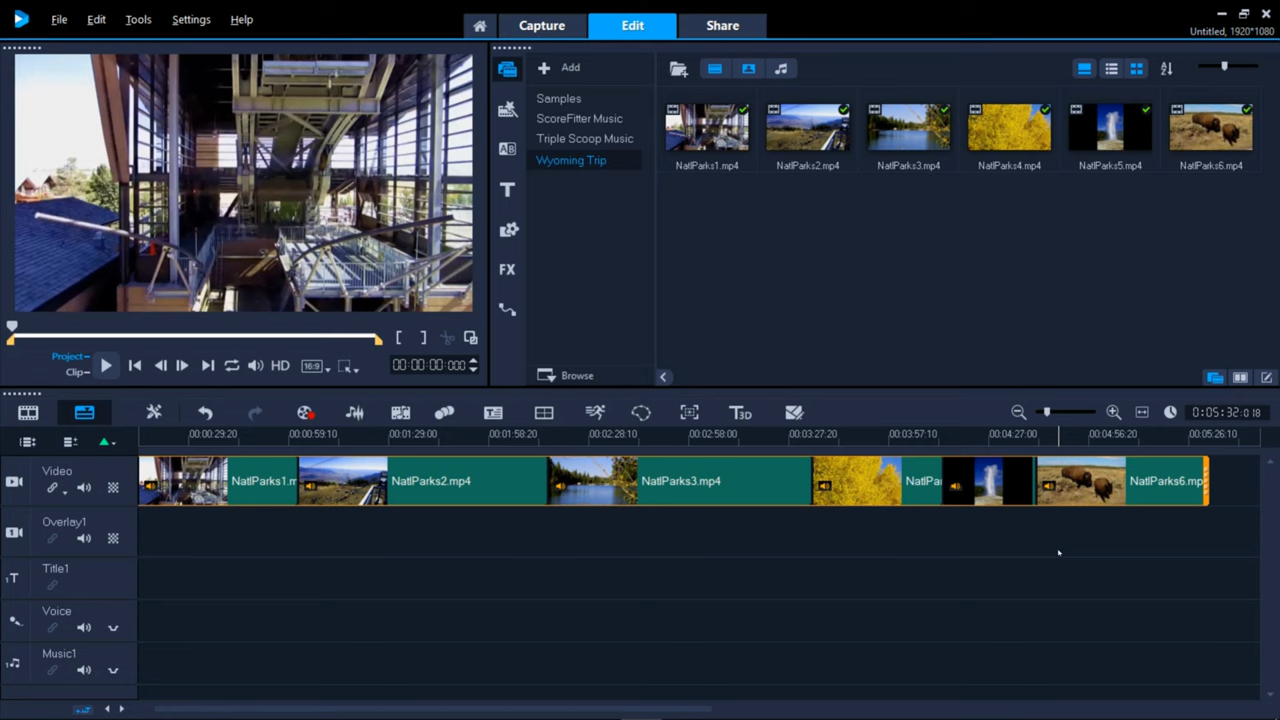 File Edit Tools Settings Help
Capture Edit Share
Untitled, 1920*1080
Add
Samples
ScoreFitter Music
Triple Scoop Music
Wyoming Trip
Browse
NatlParks1.mp4 NatlParks2.mp4 NatlParks3.mp4 NatlParks4.mp4 NatlParks5.mp4 NatlParks6.mp4
AB
T
FX
Project
Clip
HD 16:9 00:00:00:000
T3D
0:05:32:018
00:00:29:20 00:00:59:10 00:01:29:00 00:01:58:20 00:02:28:10 00:02:58:00 00:03:27:20 00:03:57:10 00:04:27:00 00:04:56:20 00:05:26:10
Video
NatlParks1.m NatlParks2.mp4 NatlParks3.mp4 NatlPa NatlParks6.mp
1 Overlay1
1T Title1
Voice
Music1